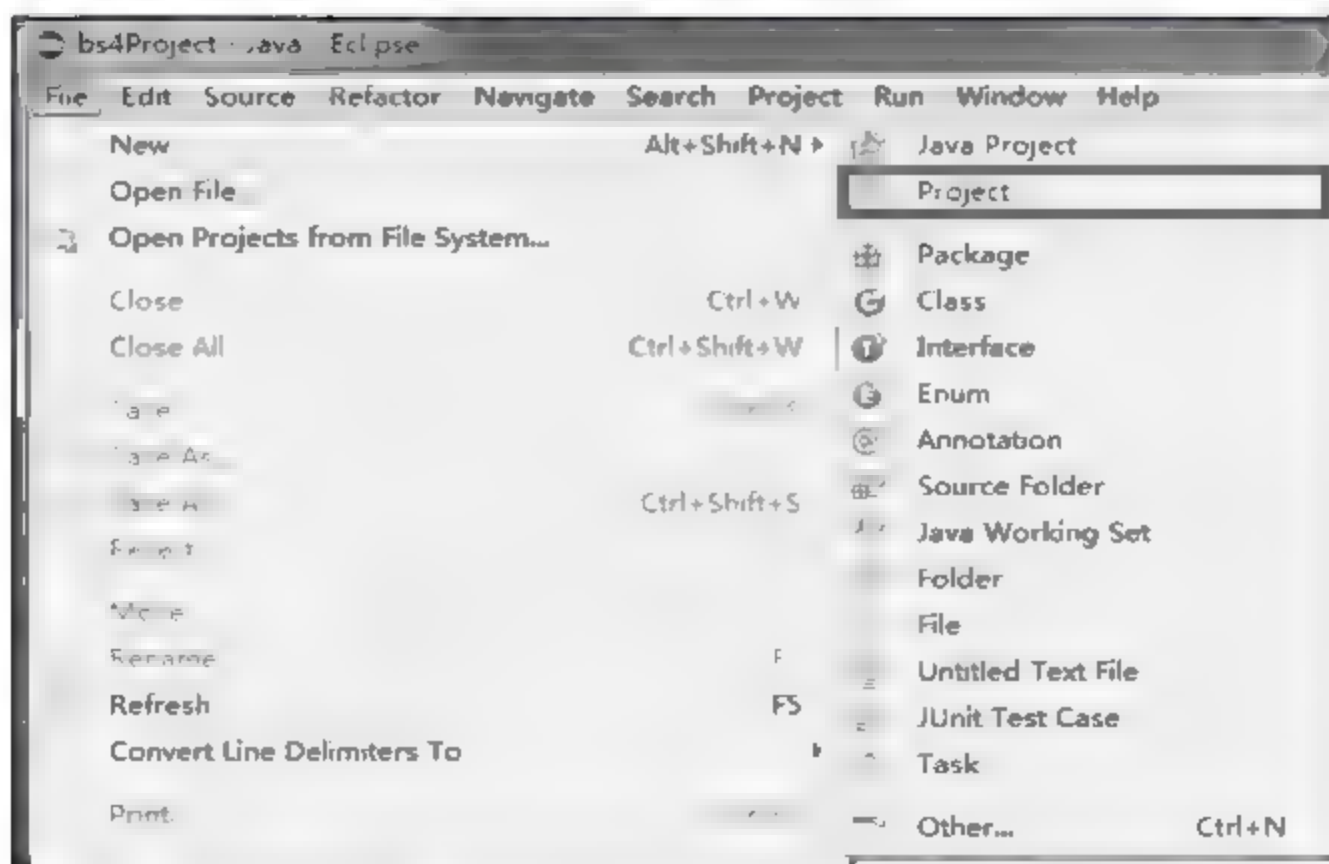 bs4Project - Java Eclipse
File Edit Source Refactor Navigate Search Project Run Window Help
New Alt+Shift+N
Open File
Open Projects from File System...
Close Ctrl+W
Close All Ctrl+Shift+W
Ctrl+Shift+S
Move
Rename
Refresh F5
Convert Line Delimiters To
Print
Java Project
Project
Package
Class
Interface
Enum
Annotation
Source Folder
Java Working Set
Folder
File
Untitled Text File
JUnit Test Case
Task
Other... Ctrl+N